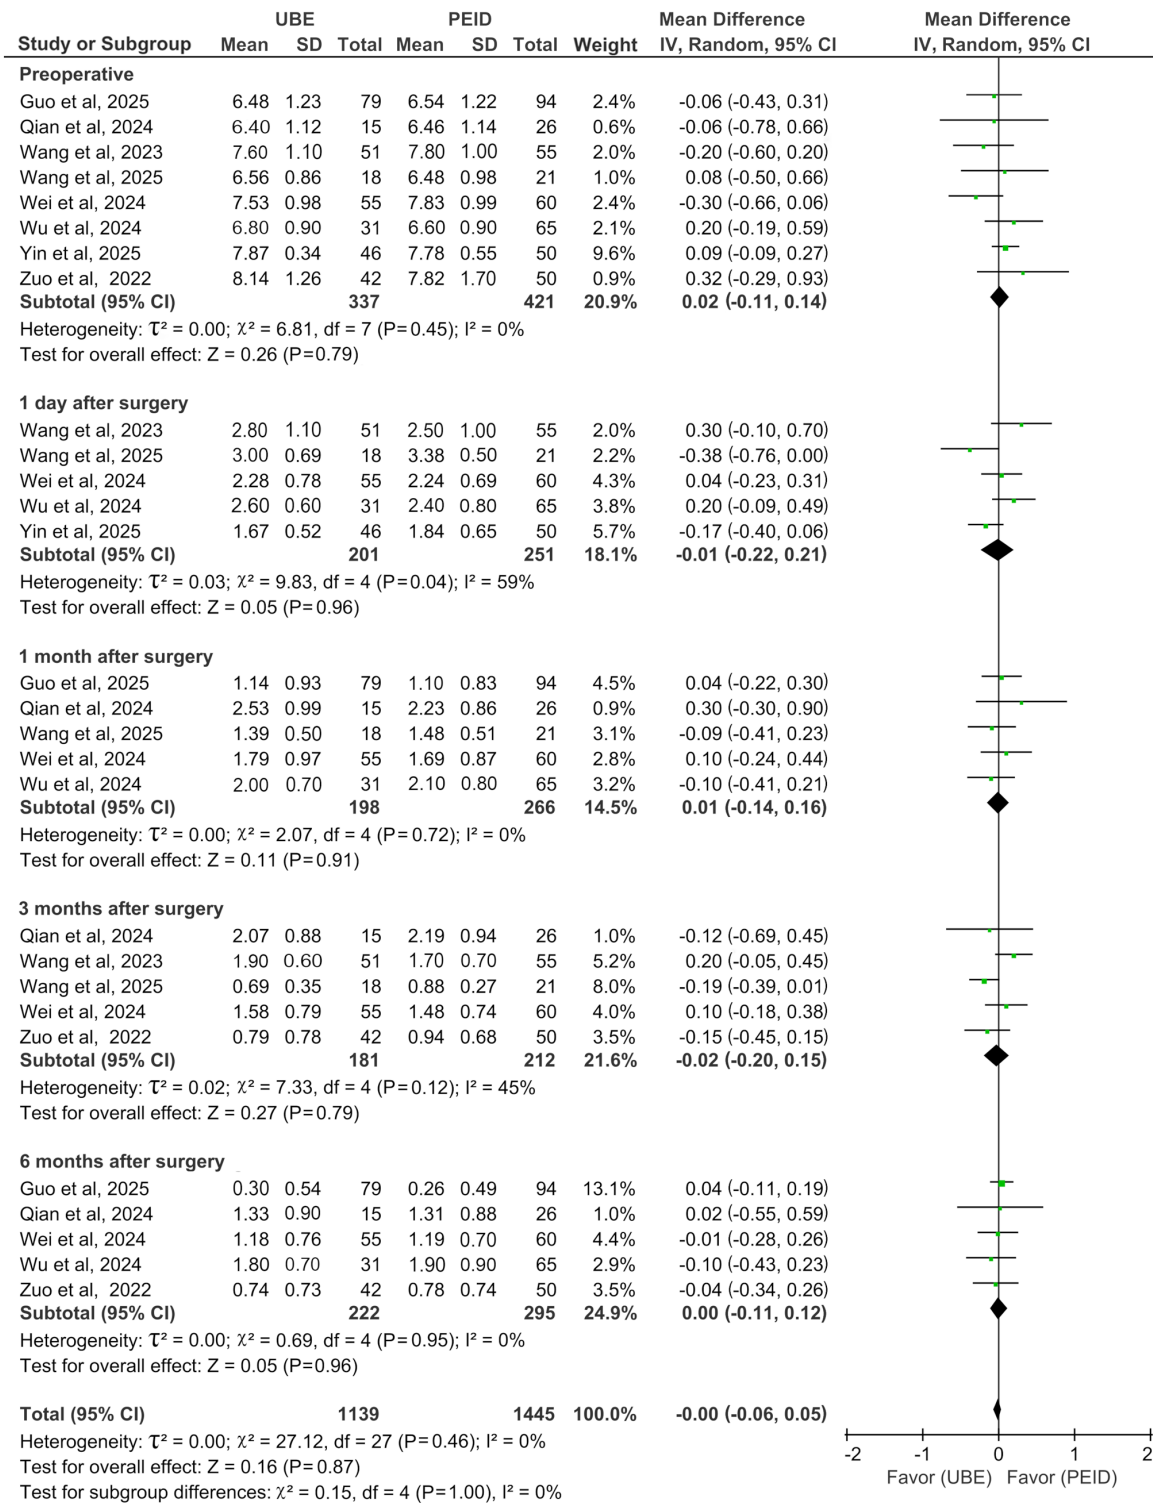 UBE PEID Mean Difference Mean Difference
Study or Subgroup Mean SD Total Mean SD Total Weight IV, Random, 95% CI IV, Random, 95% CI
Preoperative
Guo et al, 2025 6.48 1.23 79 6.54 1.22 94 2.4% -0.06 (-0.43, 0.31)
Qian et al, 2024 6.40 1.12 15 6.46 1.14 26 0.6% -0.06 (-0.78, 0.66)
Wang et al, 2023 7.60 1.10 51 7.80 1.00 55 2.0% -0.20 (-0.60, 0.20)
Wang et al, 2025 6.56 0.86 18 6.48 0.98 21 1.0% 0.08 (-0.50, 0.66)
Wei et al, 2024 7.53 0.98 55 7.83 0.99 60 2.4% -0.30 (-0.66, 0.06)
Wu et al, 2024 6.80 0.90 31 6.60 0.90 65 2.1% 0.20 (-0.19, 0.59)
Yin et al, 2025 7.87 0.34 46 7.78 0.55 50 9.6% 0.09 (-0.09, 0.27)
Zuo et al, 2022 8.14 1.26 42 7.82 1.70 50 0.9% 0.32 (-0.29, 0.93)
Subtotal (95% CI) 337 421 20.9% 0.02 (-0.11, 0.14)
Heterogeneity: τ² = 0.00; χ² = 6.81, df = 7 (P=0.45); I² = 0%
Test for overall effect: Z = 0.26 (P=0.79)
1 day after surgery
Wang et al, 2023 2.80 1.10 51 2.50 1.00 55 2.0% 0.30 (-0.10, 0.70)
Wang et al, 2025 3.00 0.69 18 3.38 0.50 21 2.2% -0.38 (-0.76, 0.00)
Wei et al, 2024 2.28 0.78 55 2.24 0.69 60 4.3% 0.04 (-0.23, 0.31)
Wu et al, 2024 2.60 0.60 31 2.40 0.80 65 3.8% 0.20 (-0.09, 0.49)
Yin et al, 2025 1.67 0.52 46 1.84 0.65 50 5.7% -0.17 (-0.40, 0.06)
Subtotal (95% CI) 201 251 18.1% -0.01 (-0.22, 0.21)
Heterogeneity: τ² = 0.03; χ² = 9.83, df = 4 (P=0.04); I² = 59%
Test for overall effect: Z = 0.05 (P=0.96)
1 month after surgery
Guo et al, 2025 1.14 0.93 79 1.10 0.83 94 4.5% 0.04 (-0.22, 0.30)
Qian et al, 2024 2.53 0.99 15 2.23 0.86 26 0.9% 0.30 (-0.30, 0.90)
Wang et al, 2025 1.39 0.50 18 1.48 0.51 21 3.1% -0.09 (-0.41, 0.23)
Wei et al, 2024 1.79 0.97 55 1.69 0.87 60 2.8% 0.10 (-0.24, 0.44)
Wu et al, 2024 2.00 0.70 31 2.10 0.80 65 3.2% -0.10 (-0.41, 0.21)
Subtotal (95% CI) 198 266 14.5% 0.01 (-0.14, 0.16)
Heterogeneity: τ² = 0.00; χ² = 2.07, df = 4 (P=0.72); I² = 0%
Test for overall effect: Z = 0.11 (P=0.91)
3 months after surgery
Qian et al, 2024 2.07 0.88 15 2.19 0.94 26 1.0% -0.12 (-0.69, 0.45)
Wang et al, 2023 1.90 0.60 51 1.70 0.70 55 5.2% 0.20 (-0.05, 0.45)
Wang et al, 2025 0.69 0.35 18 0.88 0.27 21 8.0% -0.19 (-0.39, 0.01)
Wei et al, 2024 1.58 0.79 55 1.48 0.74 60 4.0% 0.10 (-0.18, 0.38)
Zuo et al, 2022 0.79 0.78 42 0.94 0.68 50 3.5% -0.15 (-0.45, 0.15)
Subtotal (95% CI) 181 212 21.6% -0.02 (-0.20, 0.15)
Heterogeneity: τ² = 0.02; χ² = 7.33, df = 4 (P=0.12); I² = 45%
Test for overall effect: Z = 0.27 (P=0.79)
6 months after surgery
Guo et al, 2025 0.30 0.54 79 0.26 0.49 94 13.1% 0.04 (-0.11, 0.19)
Qian et al, 2024 1.33 0.90 15 1.31 0.88 26 1.0% 0.02 (-0.55, 0.59)
Wei et al, 2024 1.18 0.76 55 1.19 0.70 60 4.4% -0.01 (-0.28, 0.26)
Wu et al, 2024 1.80 0.70 31 1.90 0.90 65 2.9% -0.10 (-0.43, 0.23)
Zuo et al, 2022 0.74 0.73 42 0.78 0.74 50 3.5% -0.04 (-0.34, 0.26)
Subtotal (95% CI) 222 295 24.9% 0.00 (-0.11, 0.12)
Heterogeneity: τ² = 0.00; χ² = 0.69, df = 4 (P=0.95); I² = 0%
Test for overall effect: Z = 0.05 (P=0.96)
Total (95% CI) 1139 1445 100.0% -0.00 (-0.06, 0.05)
Heterogeneity: τ² = 0.00; χ² = 27.12, df = 27 (P=0.46); I² = 0%
Test for overall effect: Z = 0.16 (P=0.87)
Test for subgroup differences: χ² = 0.15, df = 4 (P=1.00), I² = 0%
-2 -1 0 1 2
Favor (UBE) Favor (PEID)